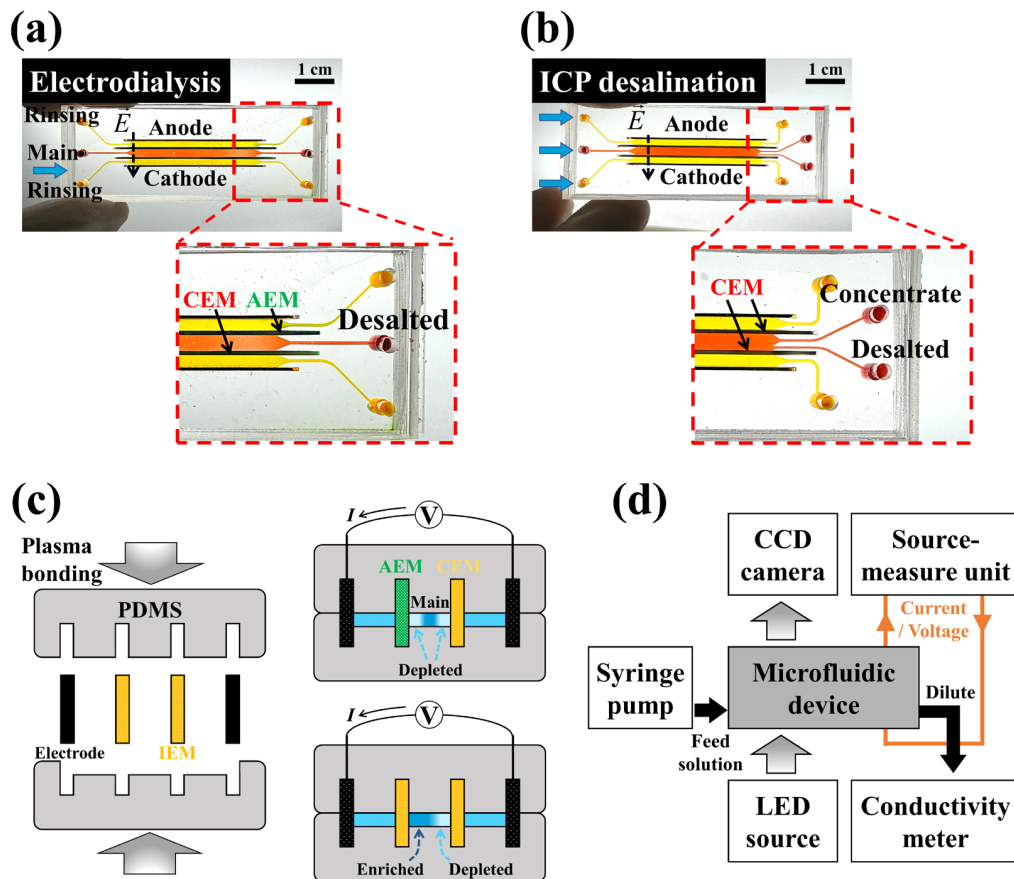 (a)
Electrodialysis
1 cm
Rinsing
E
Anode
Main
Cathode
Rinsing
CEM
AEM
Desalted
(b)
ICP desalination
1 cm
E
Anode
Cathode
CEM
Concentrate
Desalted
(c)
Plasma
bonding
PDMS
Electrode
IEM
I
V
AEM
CEM
Main
Depleted
I
V
Enriched
Depleted
(d)
CCD
camera
Source-
measure unit
Current
/ Voltage
Syringe
pump
Microfluidic
device
Dilute
Feed
solution
LED
source
Conductivity
meter